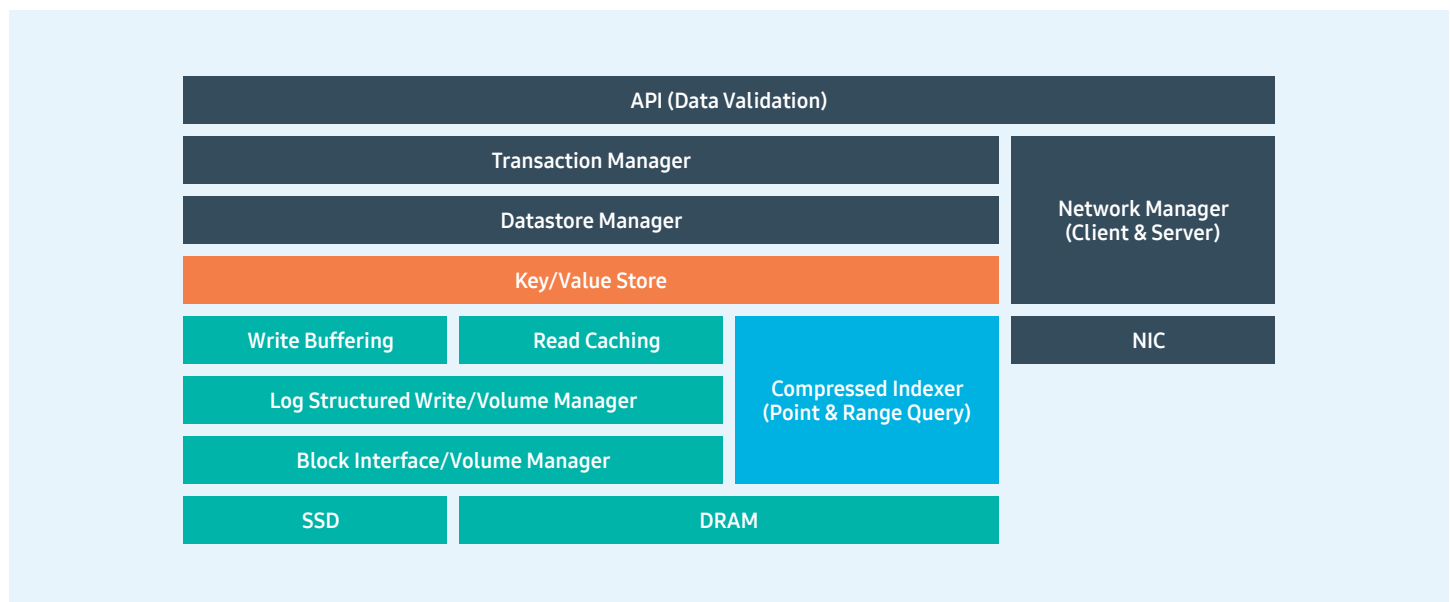 API (Data Validation)
Transaction Manager
Datastore Manager
Network Manager
(Client & Server)
Key/Value Store
Write Buffering
Read Caching
NIC
Compressed Indexer
(Point & Range Query)
Log Structured Write/Volume Manager
Block Interface/Volume Manager
SSD
DRAM